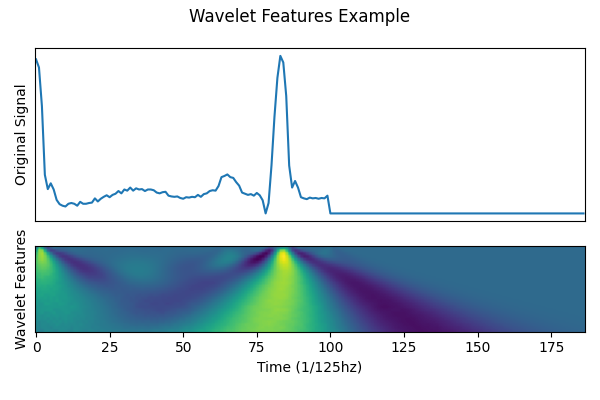 Wavelet Features Example
Original Signal
Wavelet Features
0 25 50 75 100 125 150 175
Time (1/125hz)